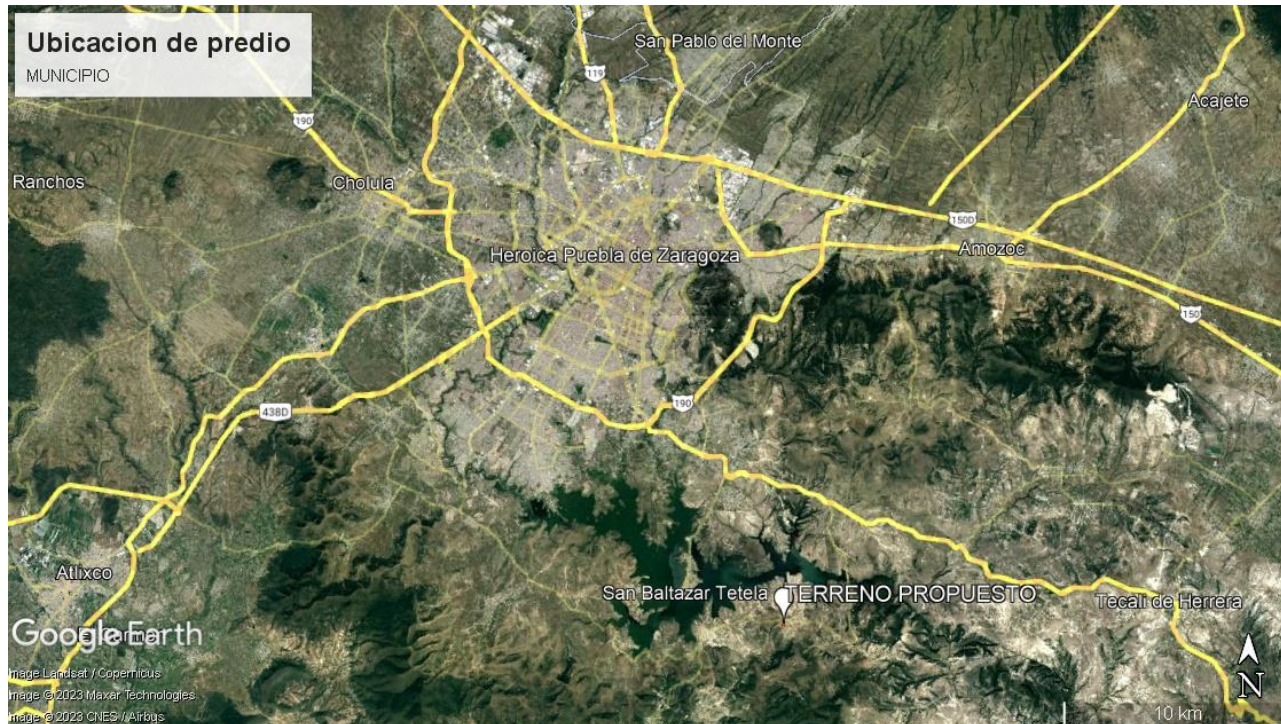 Ubicacion de predio
MUNICIPIO
San Pablo del Monte
119
190
Acajete
Ranchos
Cholula
150D
Heroica Puebla de Zaragoza
Amozoc
150
190
438D
Atlixco
San Baltazar Tetela
TERRENO PROPUESTO
Tecali de Herrera
Google Earth
Image Landsat / Copernicus
Image © 2023 Maxar Technologies
Image © 2023 CNES / Airbus
10 km
N